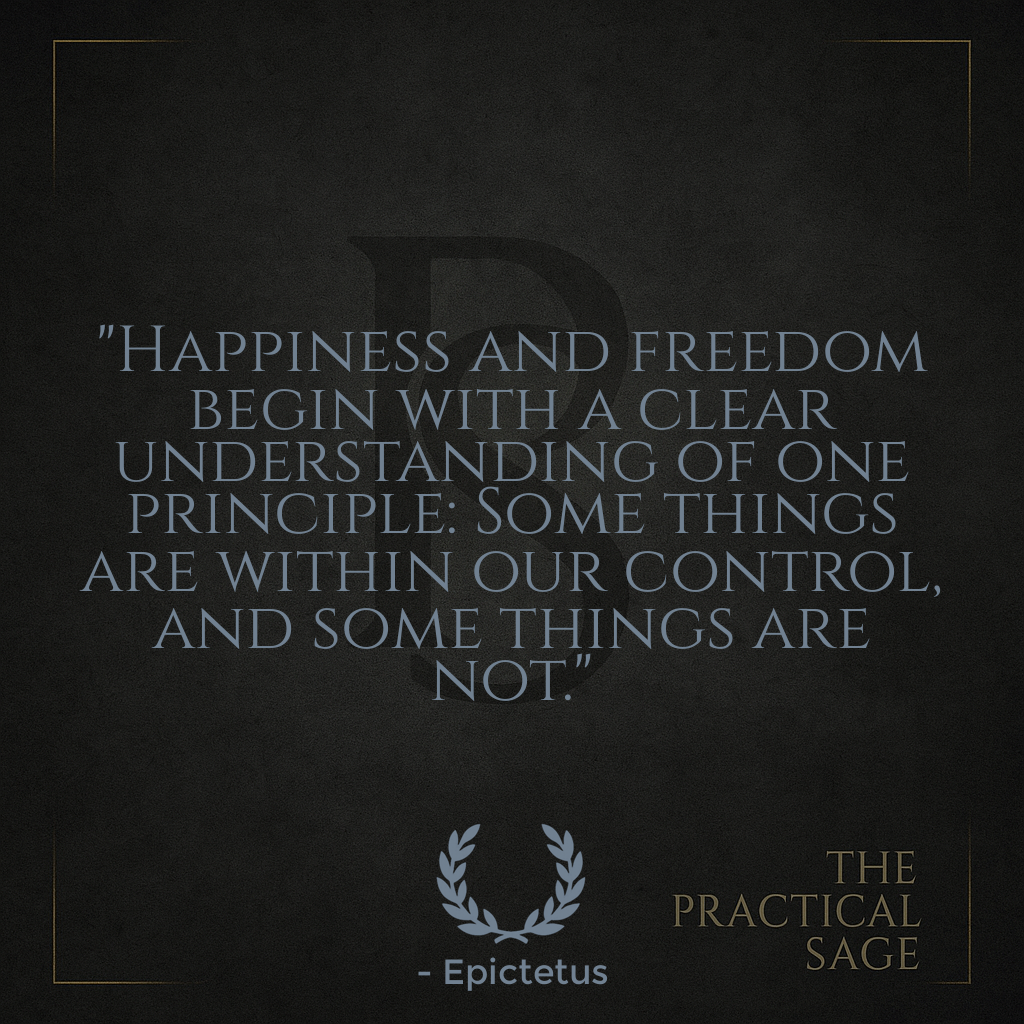 "Happiness and freedom
begin with a clear
understanding of one
principle: Some things
are within our control,
and some things are
not."
- Epictetus
THE
PRACTICAL
SAGE